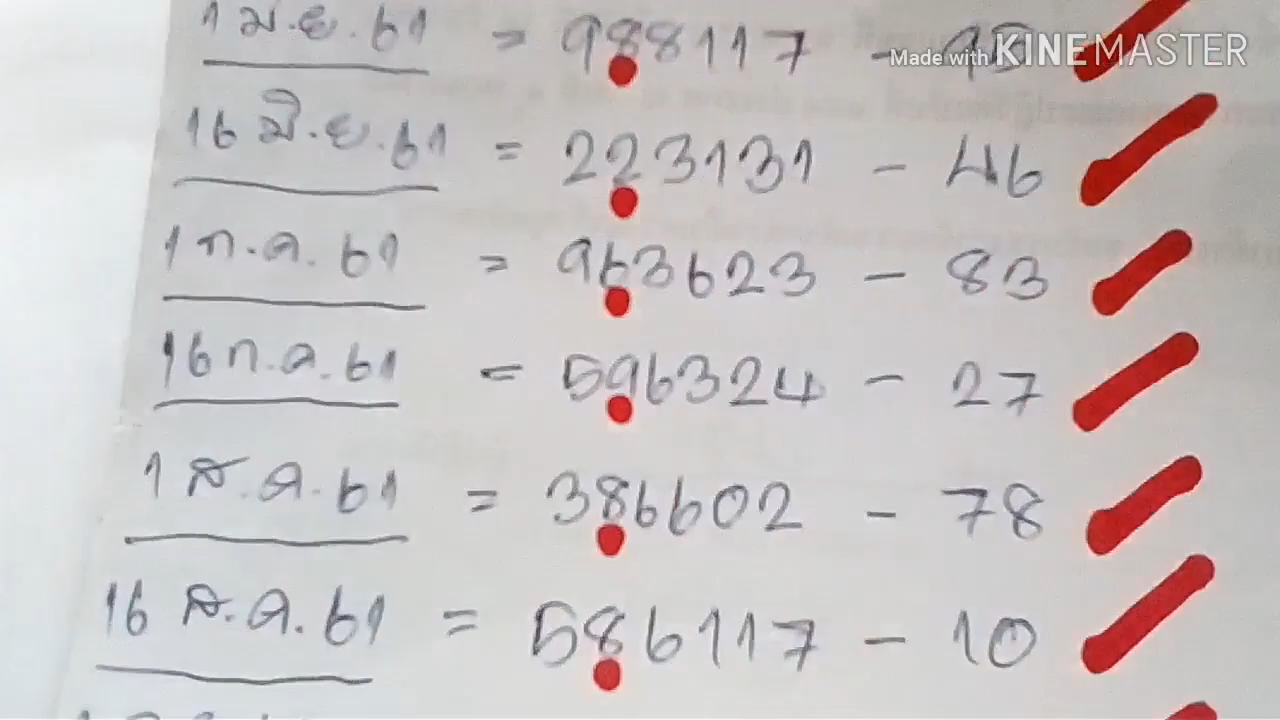 1 มิ.ย.61 = 988117 - 95
Made with KINEMASTER
16 มิ.ย.61 = 223131 - 46
1 ก.ค.61 = 963623 - 83
16 ก.ค.61 = 596324 - 27
1 ส.ค.61 = 386602 - 78
16 ส.ค.61 = 586117 - 10